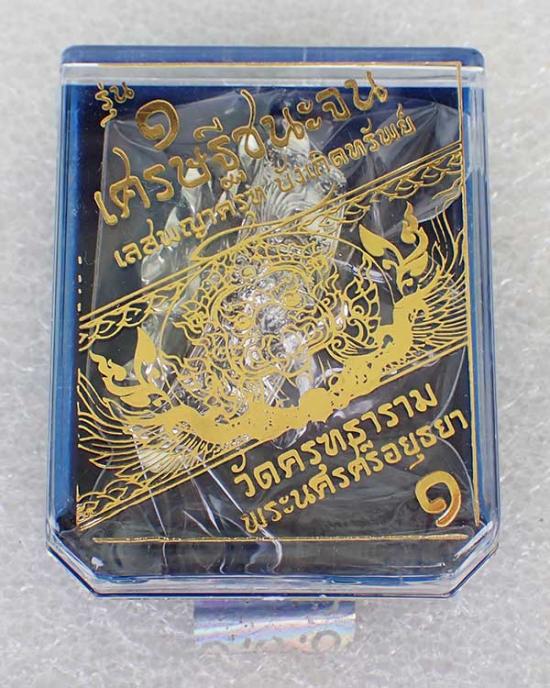 รุ่น
๑
เศรษฐีชนะจน
เลสพญาครุฑ บังเกิดทรัพย์
วัดครุฑธาราม
พระนครศรีอยุธยา
๑